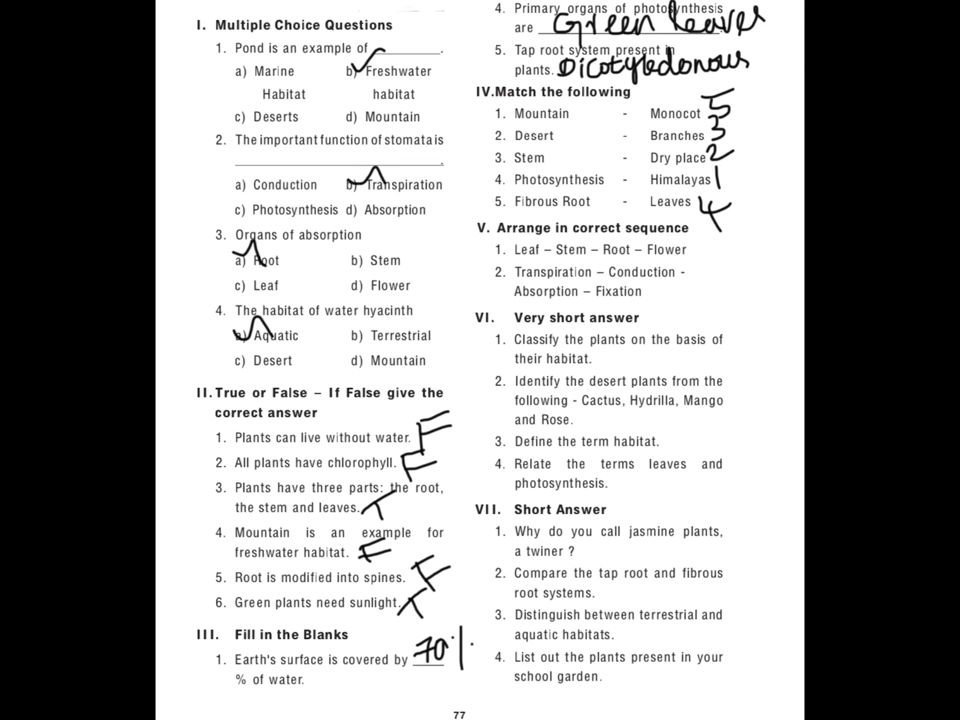 I. Multiple Choice Questions
1. Pond is an example of ________.
a) Marine Habitat
b) Freshwater habitat
c) Deserts d) Mountain
2. The important function of stomata is
________.
a) Conduction b) Transpiration
c) Photosynthesis d) Absorption
3. Organs of absorption
a) Root b) Stem
c) Leaf d) Flower
4. The habitat of water hyacinth
a) Aquatic b) Terrestrial
c) Desert d) Mountain
II. True or False – If False give the
correct answer
1. Plants can live without water. F
2. All plants have chlorophyll. F
3. Plants have three parts: the root,
the stem and leaves. T
4. Mountain is an example for
freshwater habitat. F
5. Root is modified into spines. F
6. Green plants need sunlight. T
III. Fill in the Blanks
1. Earth's surface is covered by 70%.
% of water.
4. Primary organs of photosynthesis
are Green leaves
5. Tap root system present in
plants. Dicotyledonous
IV.Match the following
1. Mountain - Monocot 5
2. Desert - Branches 3
3. Stem - Dry place 2
4. Photosynthesis - Himalayas 1
5. Fibrous Root - Leaves 4
V. Arrange in correct sequence
1. Leaf – Stem – Root – Flower
2. Transpiration – Conduction -
Absorption – Fixation
VI. Very short answer
1. Classify the plants on the basis of
their habitat.
2. Identify the desert plants from the
following - Cactus, Hydrilla, Mango
and Rose.
3. Define the term habitat.
4. Relate the terms leaves and
photosynthesis.
VII. Short Answer
1. Why do you call jasmine plants,
a twiner ?
2. Compare the tap root and fibrous
root systems.
3. Distinguish between terrestrial and
aquatic habitats.
4. List out the plants present in your
school garden.
77